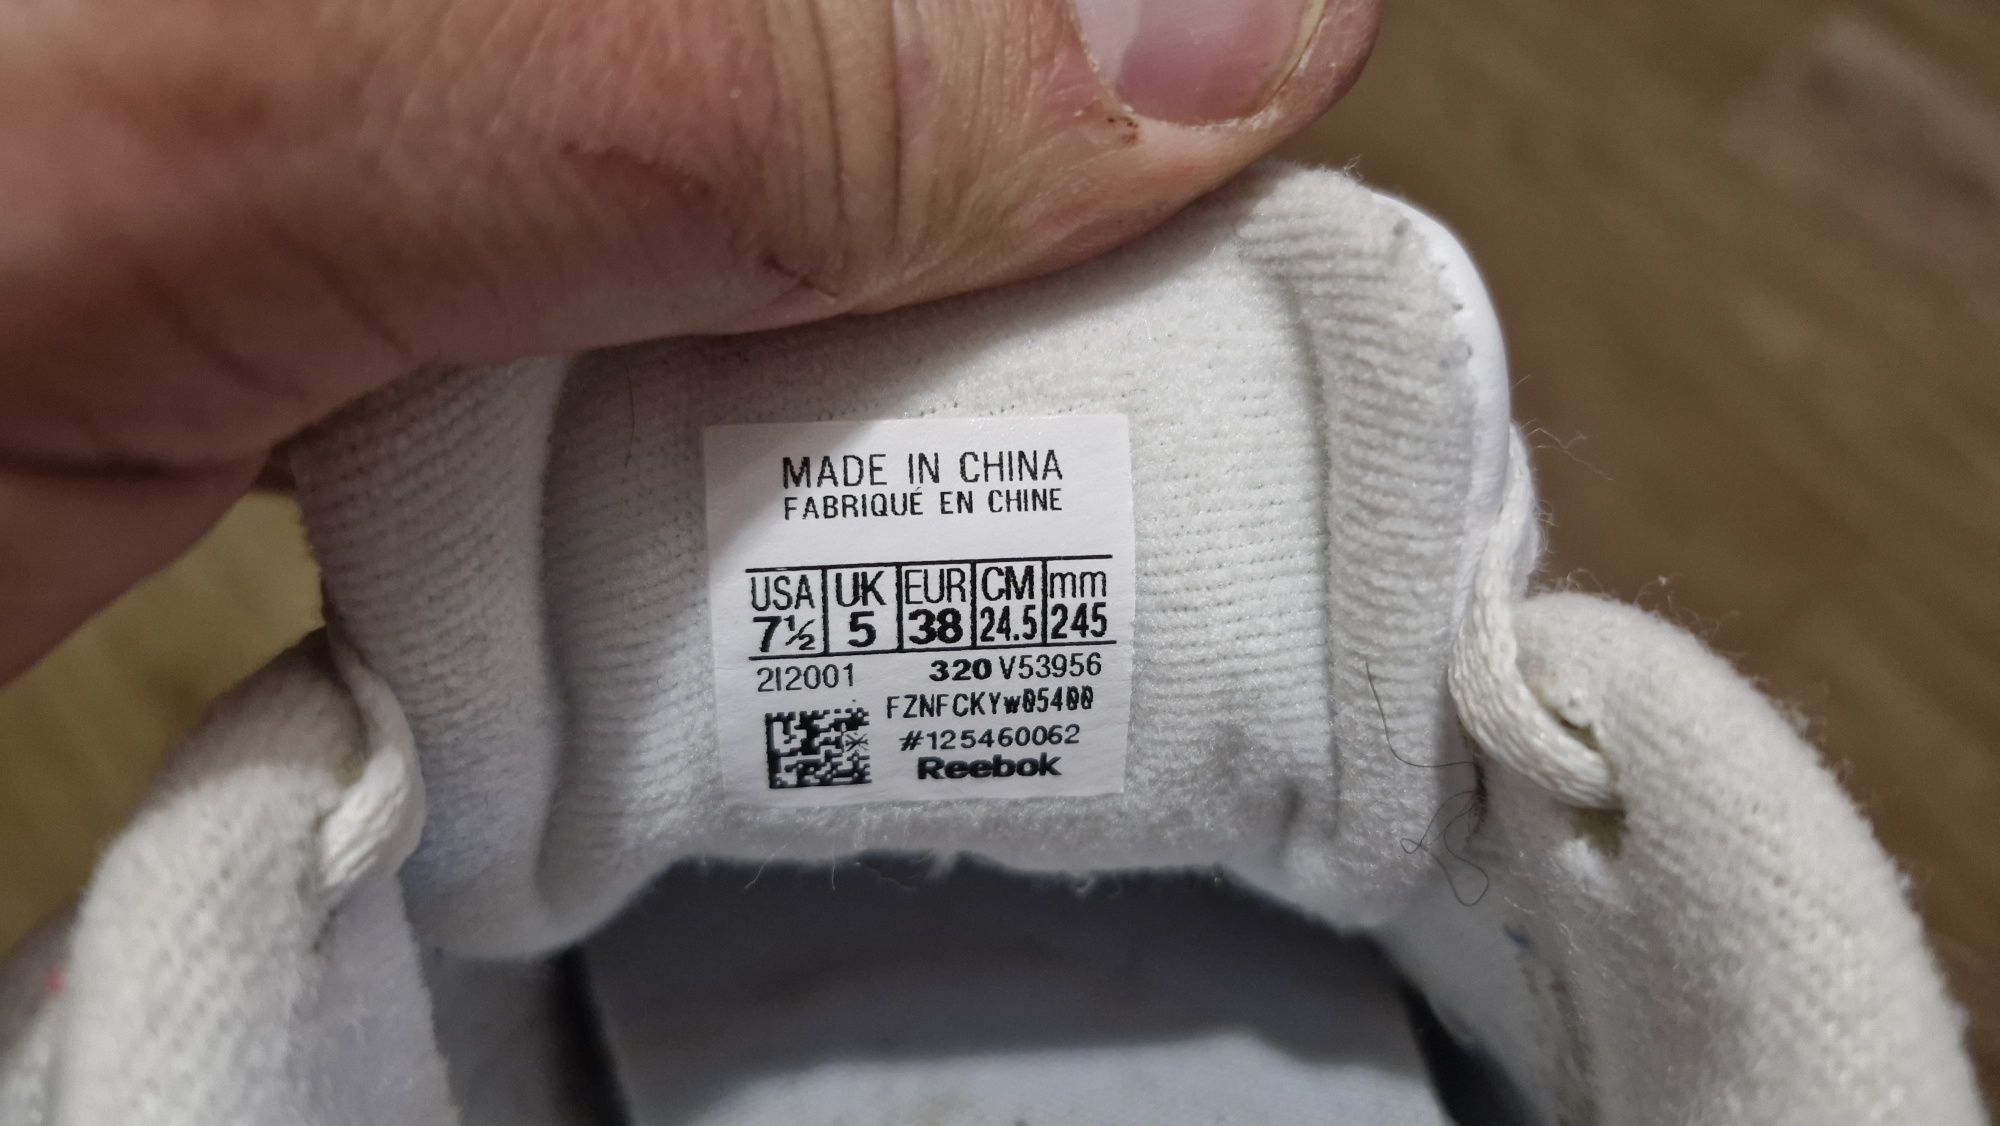 MADE IN CHINA
FABRIQUÉ EN CHINE
USA UK EUR CM mm
7½ 5 38 24.5 245
2I2001 320 V53956
FZNFCKYw05400
#125460062
Reebok